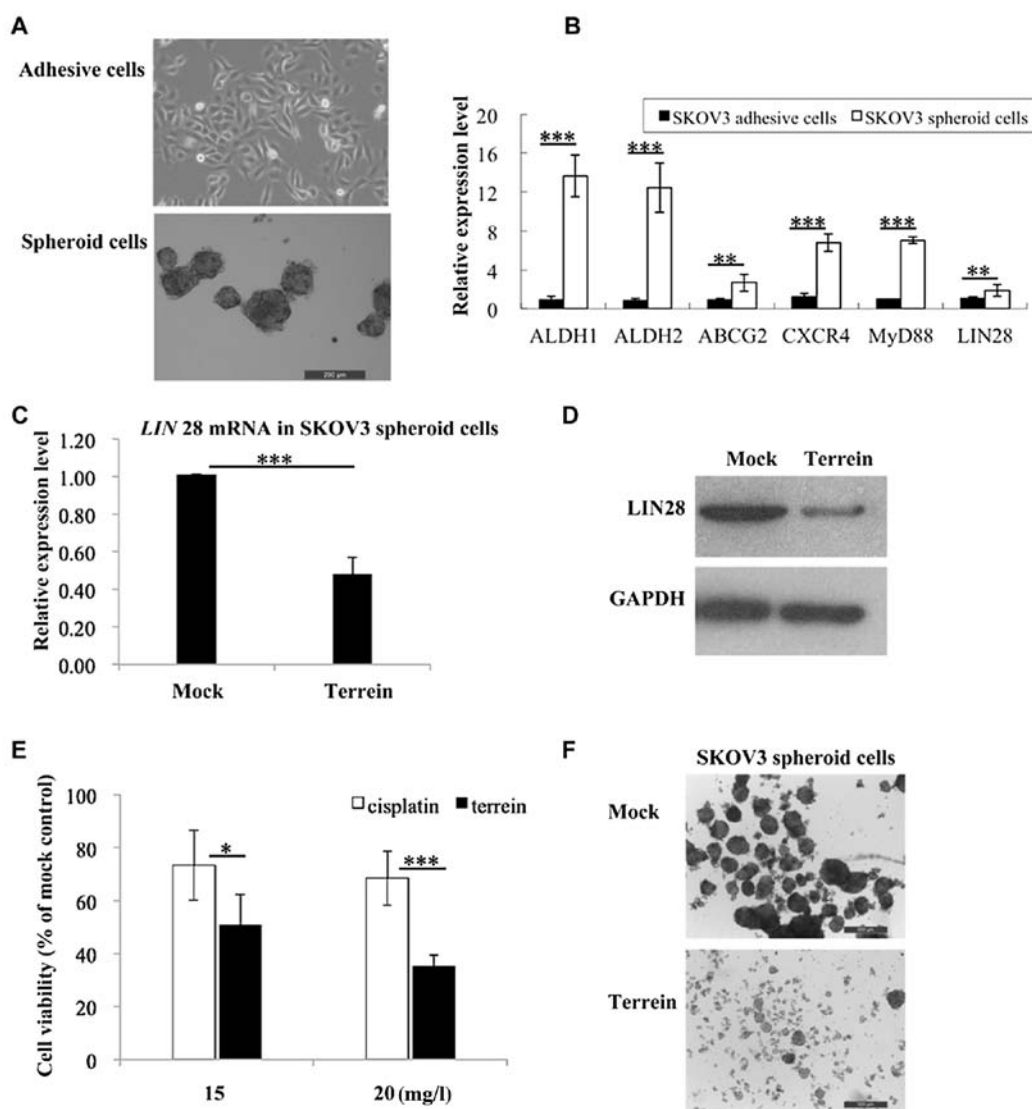 A
Adhesive cells
Spheroid cells
200 µm
B
SKOV3 adhesive cells SKOV3 spheroid cells
Relative expression level
20
16
12
8
4
0
*** *** ** *** *** **
ALDH1 ALDH2 ABCG2 CXCR4 MyD88 LIN28
C
LIN 28 mRNA in SKOV3 spheroid cells
Relative expression level
1.20
1.00
0.80
0.60
0.40
0.20
0.00
***
Mock Terrein
D
Mock Terrein
LIN28
GAPDH
E
Cell viability (% of mock control)
100
80
60
40
20
0
cisplatin terrein
* ***
15 20 (mg/l)
F
SKOV3 spheroid cells
Mock
Terrein